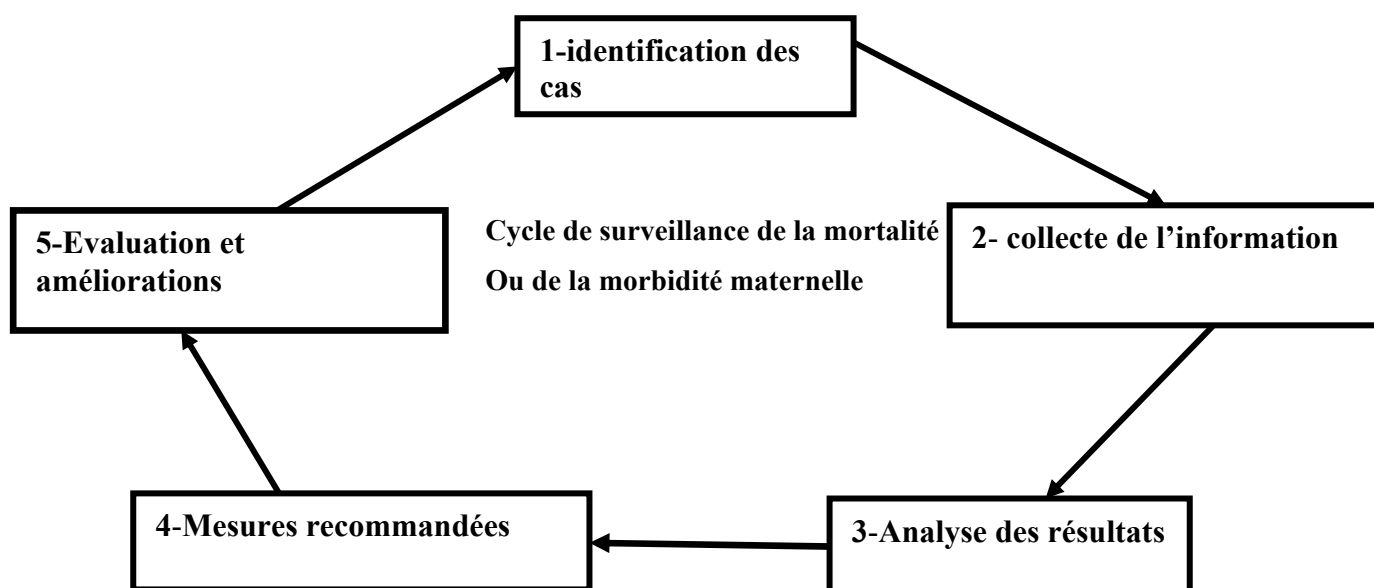 1-identification des
cas
Cycle de surveillance de la mortalité
Ou de la morbidité maternelle
2- collecte de l’information
3-Analyse des résultats
4-Mesures recommandées
5-Evaluation et
améliorations